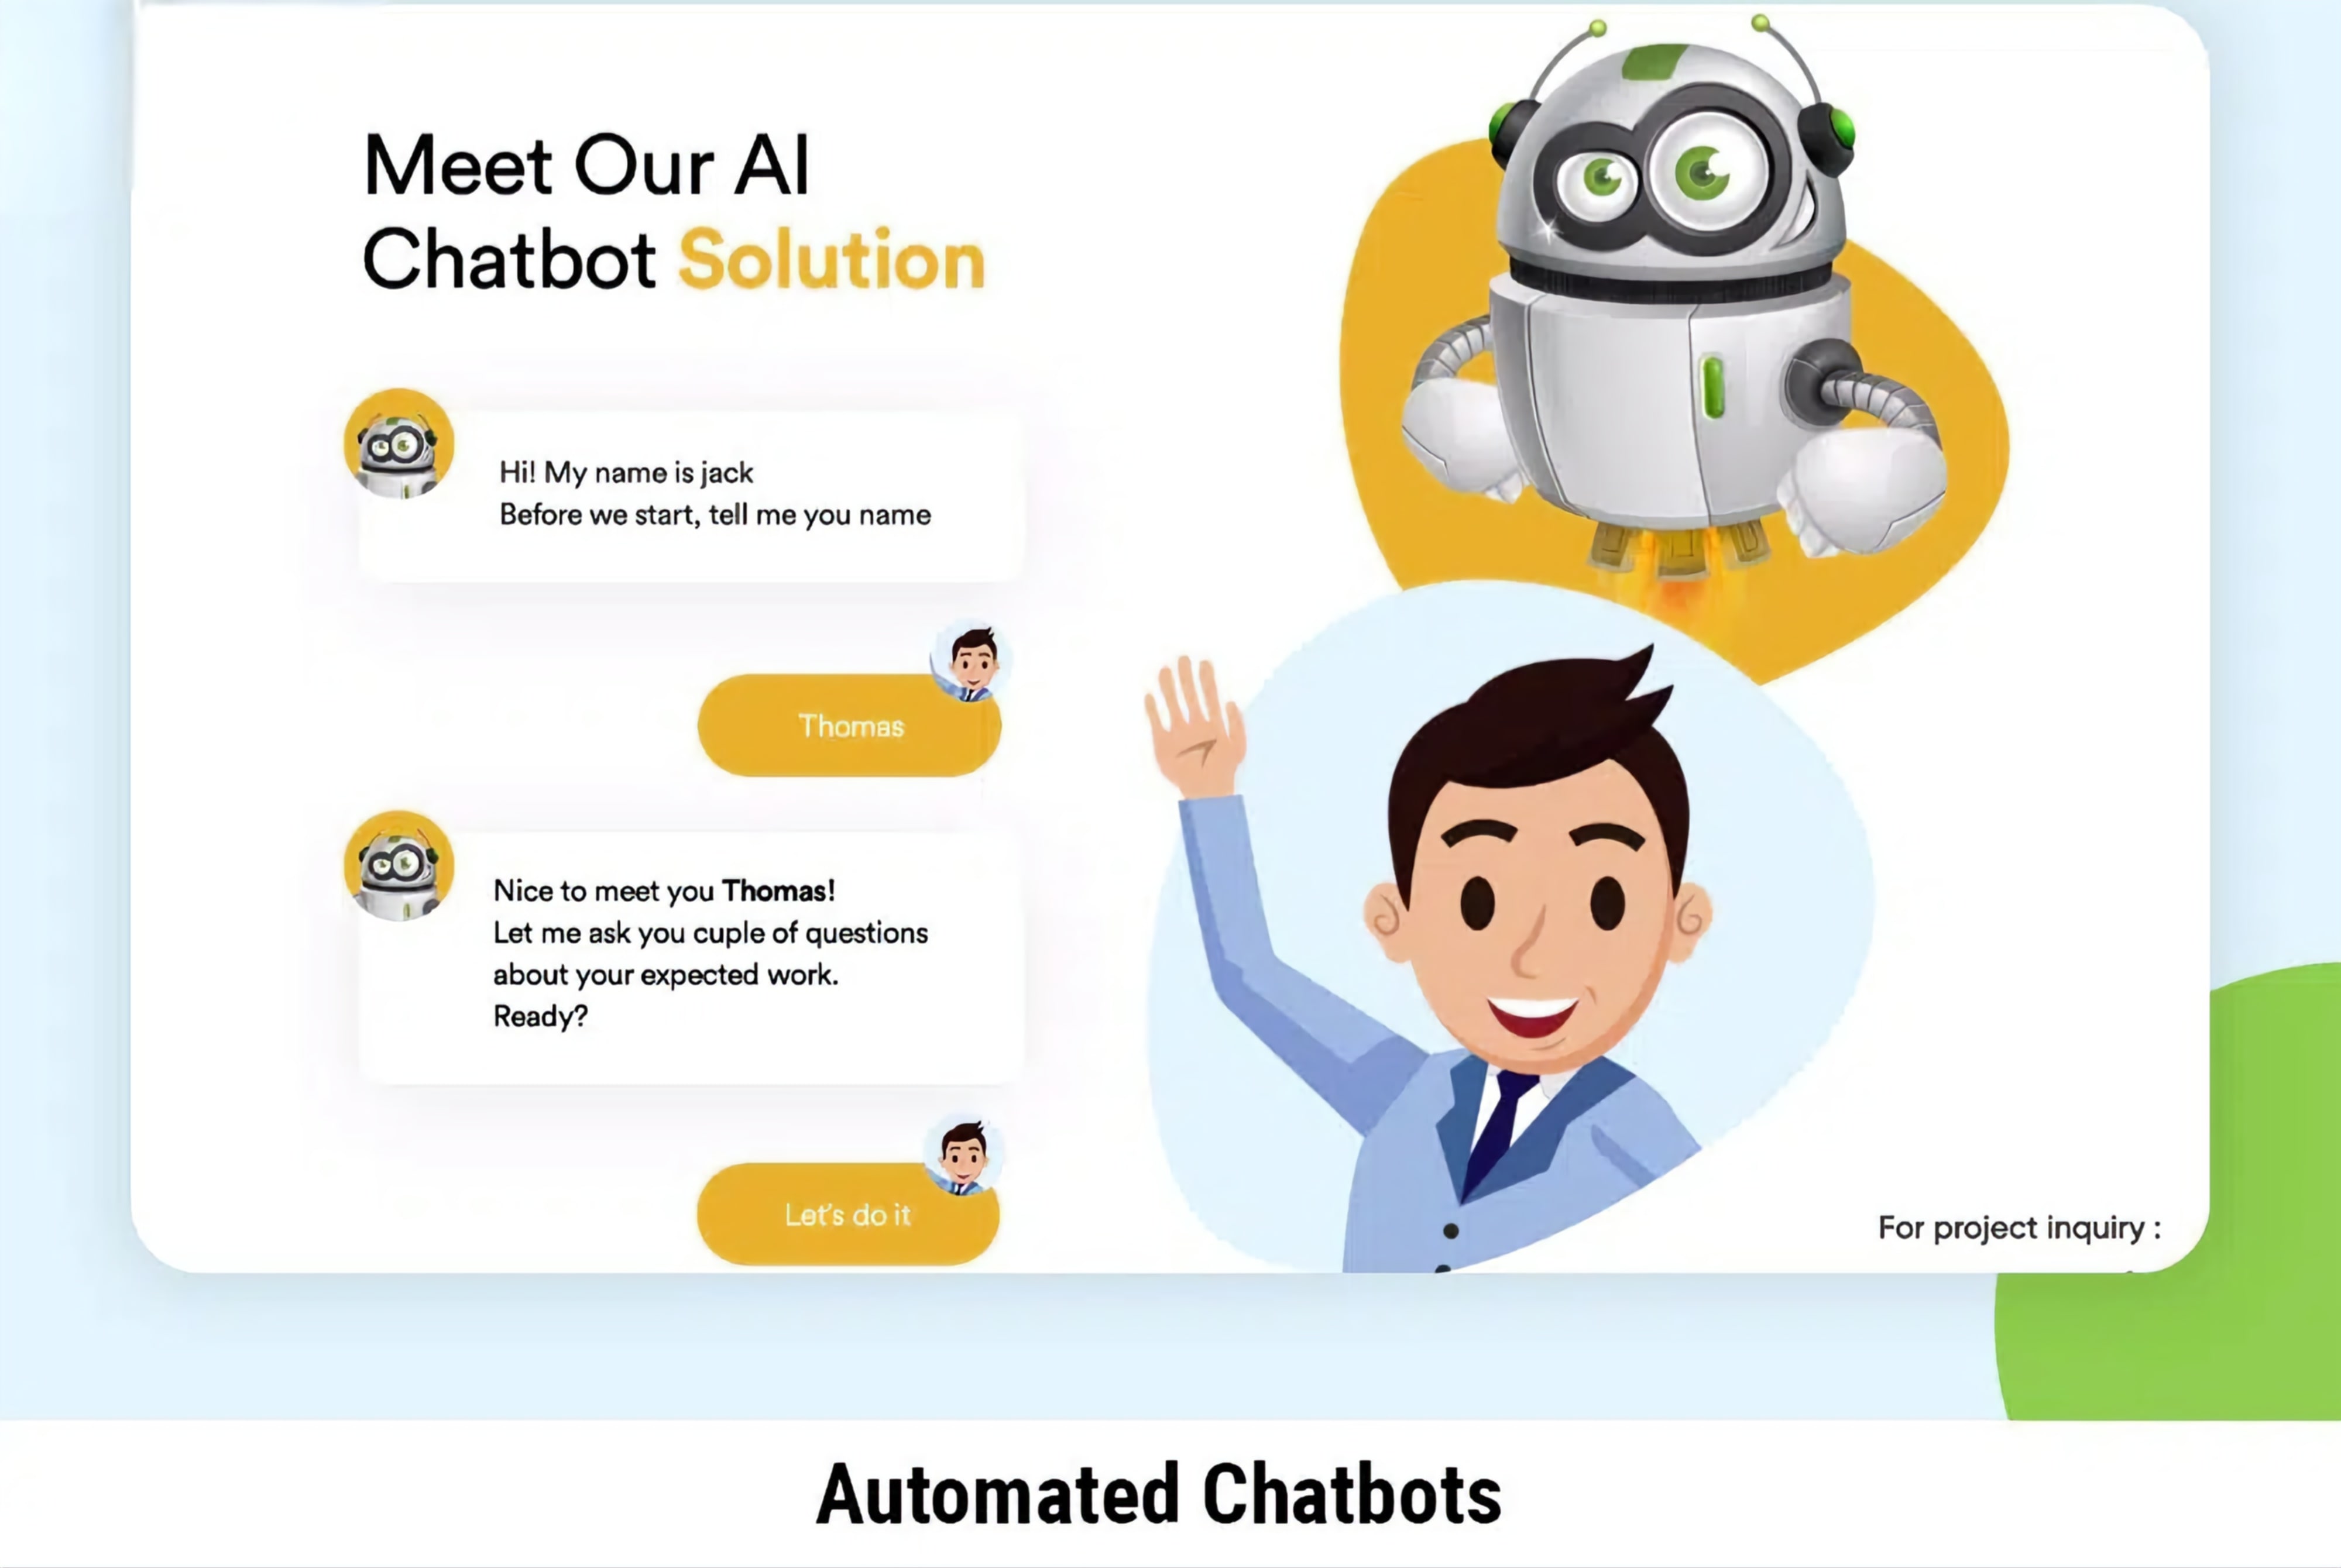 Meet Our AI
Chatbot Solution
Hi! My name is jack
Before we start, tell me you name
Thomas
Nice to meet you Thomas!
Let me ask you cuple of questions
about your expected work.
Ready?
Let's do it
For project inquiry :
Automated Chatbots